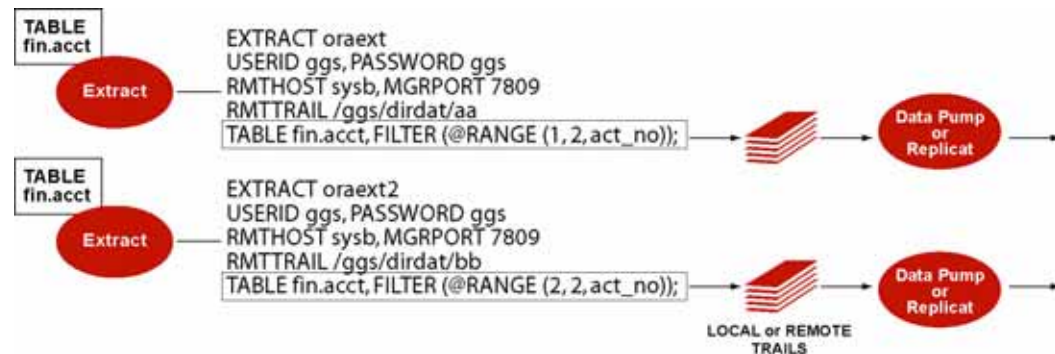 TABLE
fin.acct
Extract
EXTRACT oraext
USERID ggs, PASSWORD ggs
RMTHOST sysb, MGRPORT 7809
RMTTRAIL /ggs/dirdat/aa
TABLE fin.acct, FILTER (@RANGE (1, 2, act_no));
Data Pump
or
Replicat
TABLE
fin.acct
Extract
EXTRACT oraext2
USERID ggs, PASSWORD ggs
RMTHOST sysb, MGRPORT 7809
RMTTRAIL /ggs/dirdat/bb
TABLE fin.acct, FILTER (@RANGE (2, 2, act_no));
Data Pump
or
Replicat
LOCAL or REMOTE
TRAILS